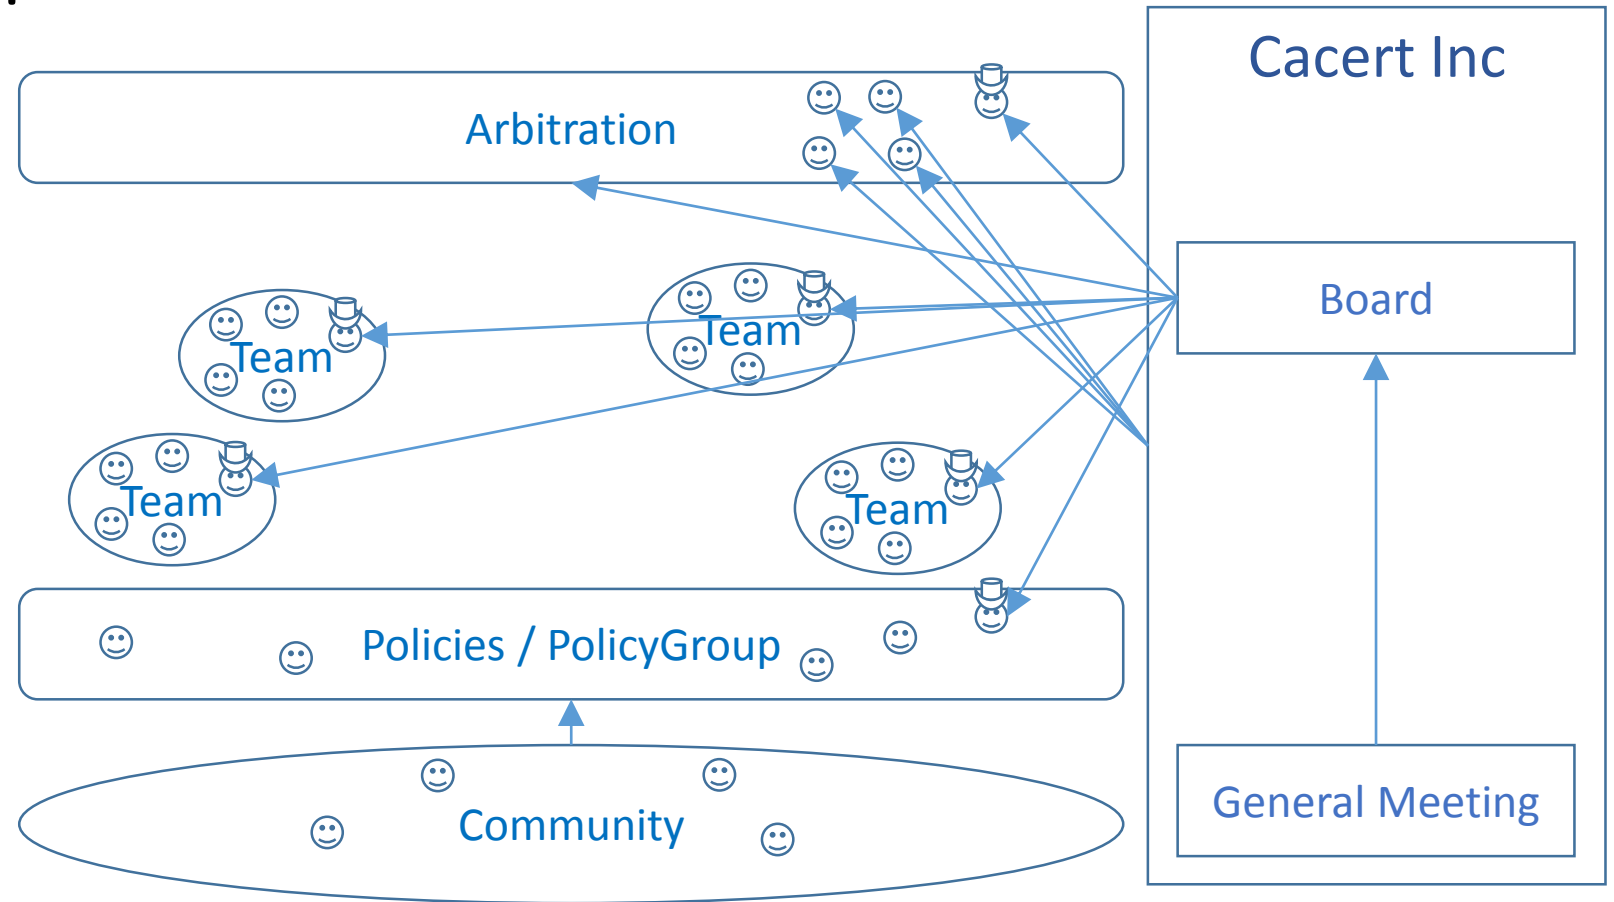 Cacert Inc
Arbitration
Board
Team
Team
Team
Team
Policies / PolicyGroup
Community
General Meeting